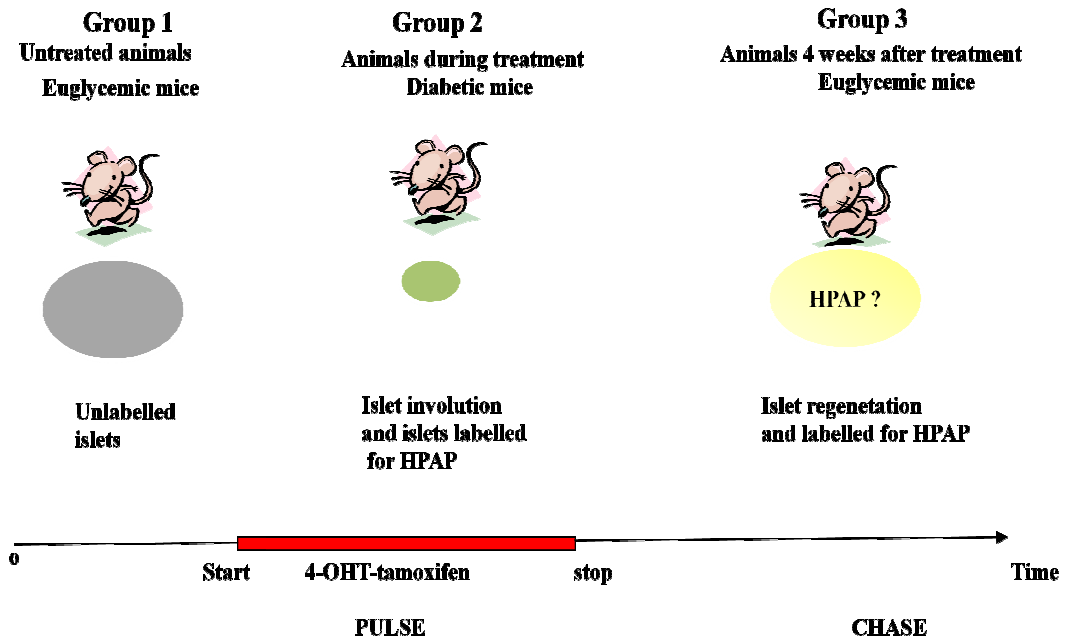 Group 1
Untreated animals
Euglycemic mice
Group 2
Animals during treatment
Diabetic mice
Group 3
Animals 4 weeks after treatment
Euglycemic mice
HPAP ?
Unlabelled
islets
Islet involution
and islets labelled
for HPAP
Islet regenetation
and labelled for HPAP
o
Start
4-OHT-tamoxifen
stop
Time
PULSE
CHASE